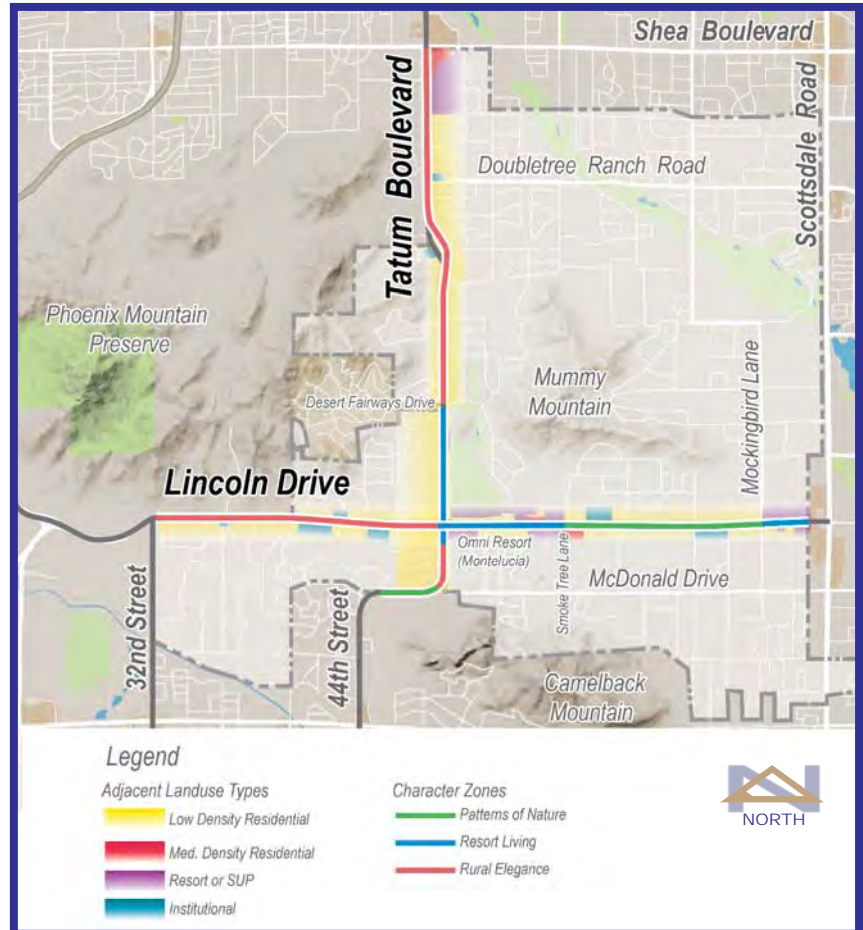 Shea Boulevard
Tatum Boulevard
Scottsdale Road
Doubletree Ranch Road
Phoenix Mountain
Preserve
Desert Fairways Drive
Mummy
Mountain
Mockingbird Lane
Lincoln Drive
Omni Resort
(Montelucia)
Smoke Tree Lane
McDonald Drive
32nd Street
44th Street
Camelback
Mountain
Legend
Adjacent Landuse Types
Low Density Residential
Med. Density Residential
Resort or SUP
Institutional
Character Zones
Patterns of Nature
Resort Living
Rural Elegance
N
NORTH